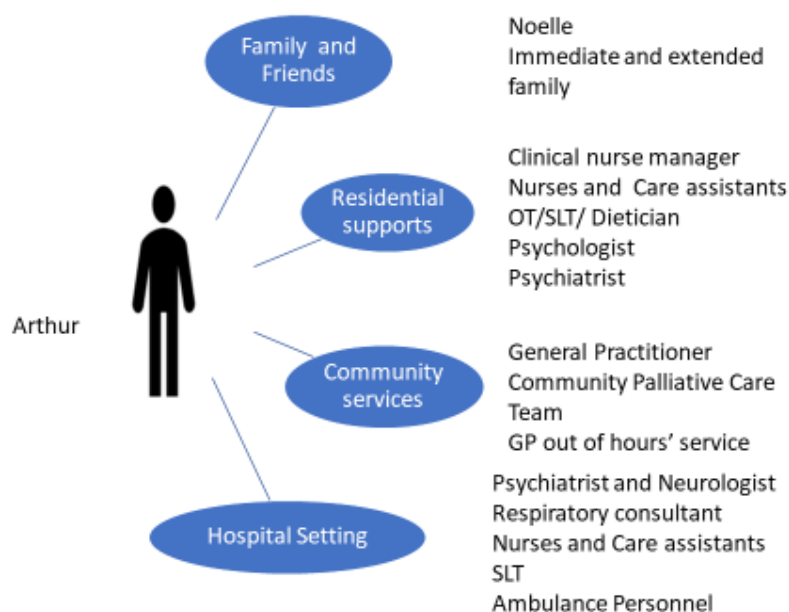 Family and
Friends
Noelle
Immediate and extended
family
Residential
supports
Clinical nurse manager
Nurses and Care assistants
OT/SLT/ Dietician
Psychologist
Psychiatrist
Arthur
Community
services
General Practitioner
Community Palliative Care
Team
GP out of hours’ service
Hospital Setting
Psychiatrist and Neurologist
Respiratory consultant
Nurses and Care assistants
SLT
Ambulance Personnel